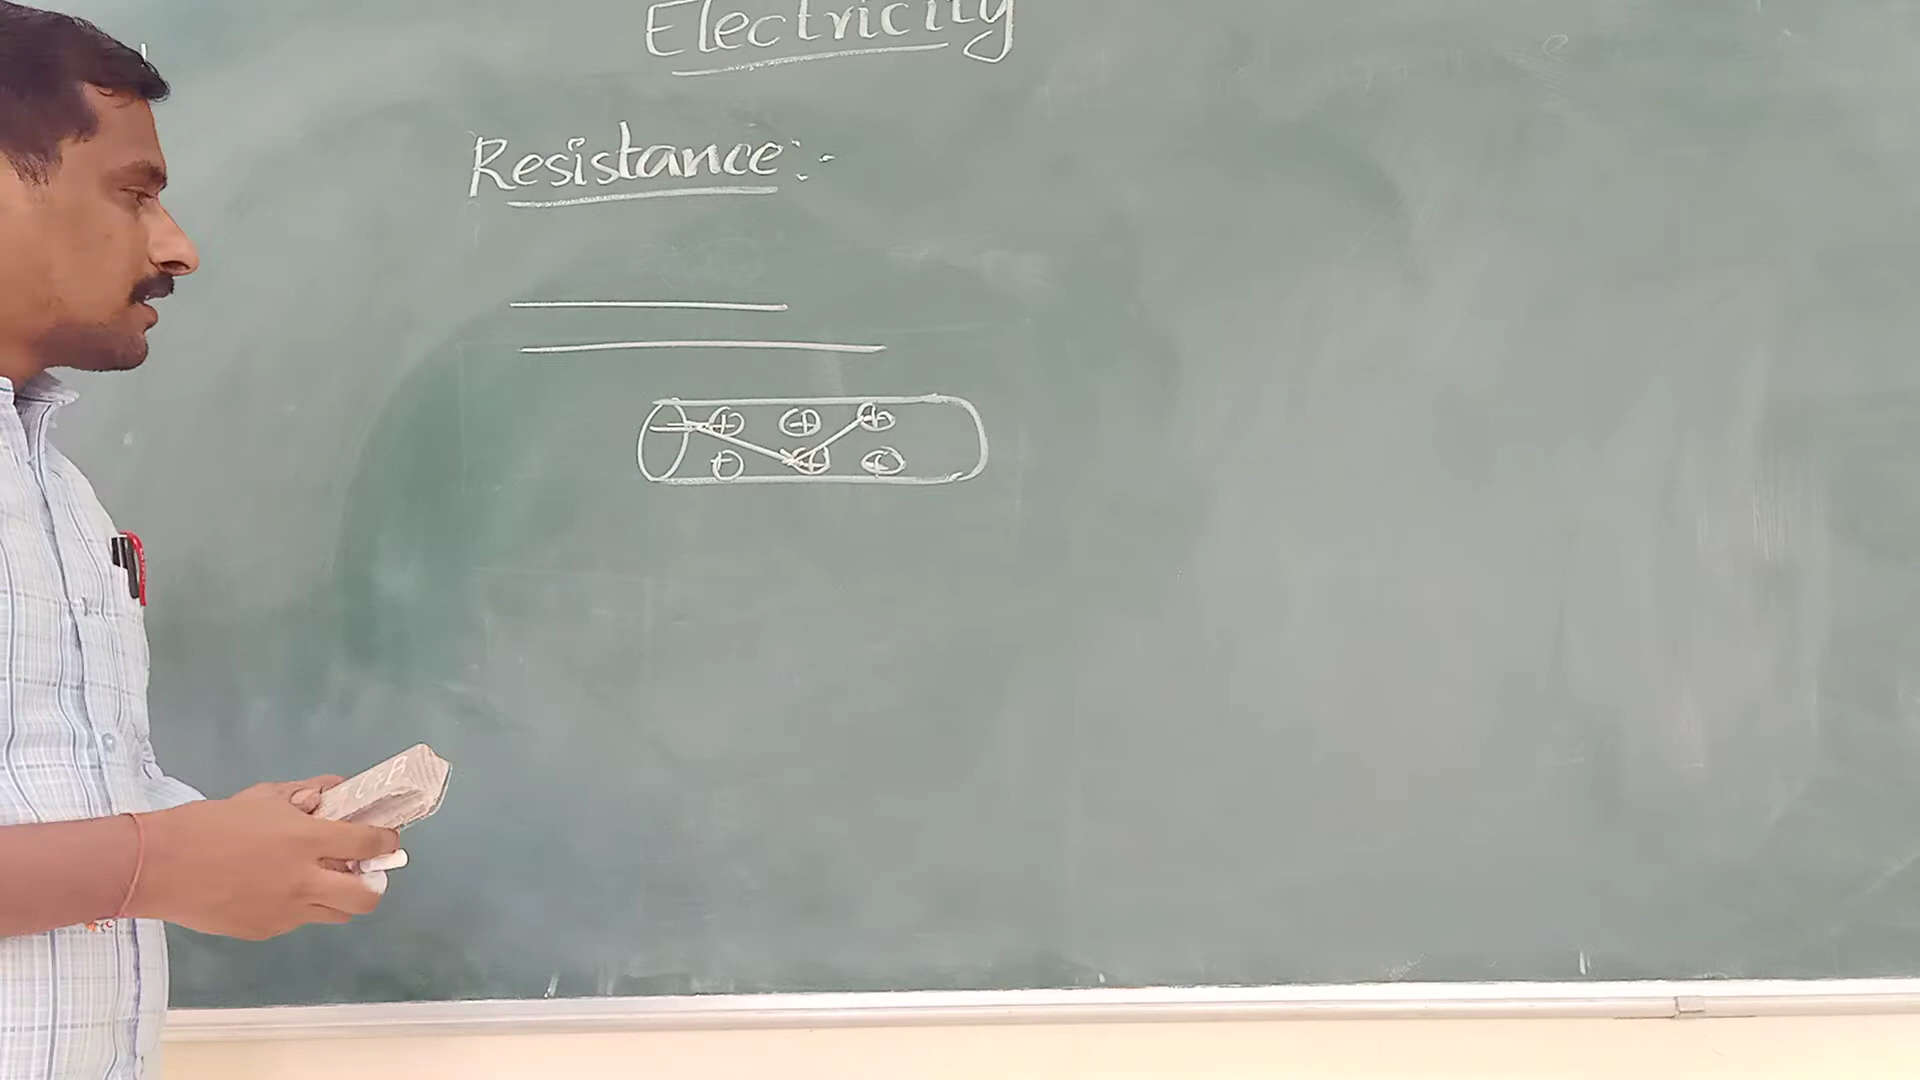 Electricity
Resistance:-
+ + +
+ + +